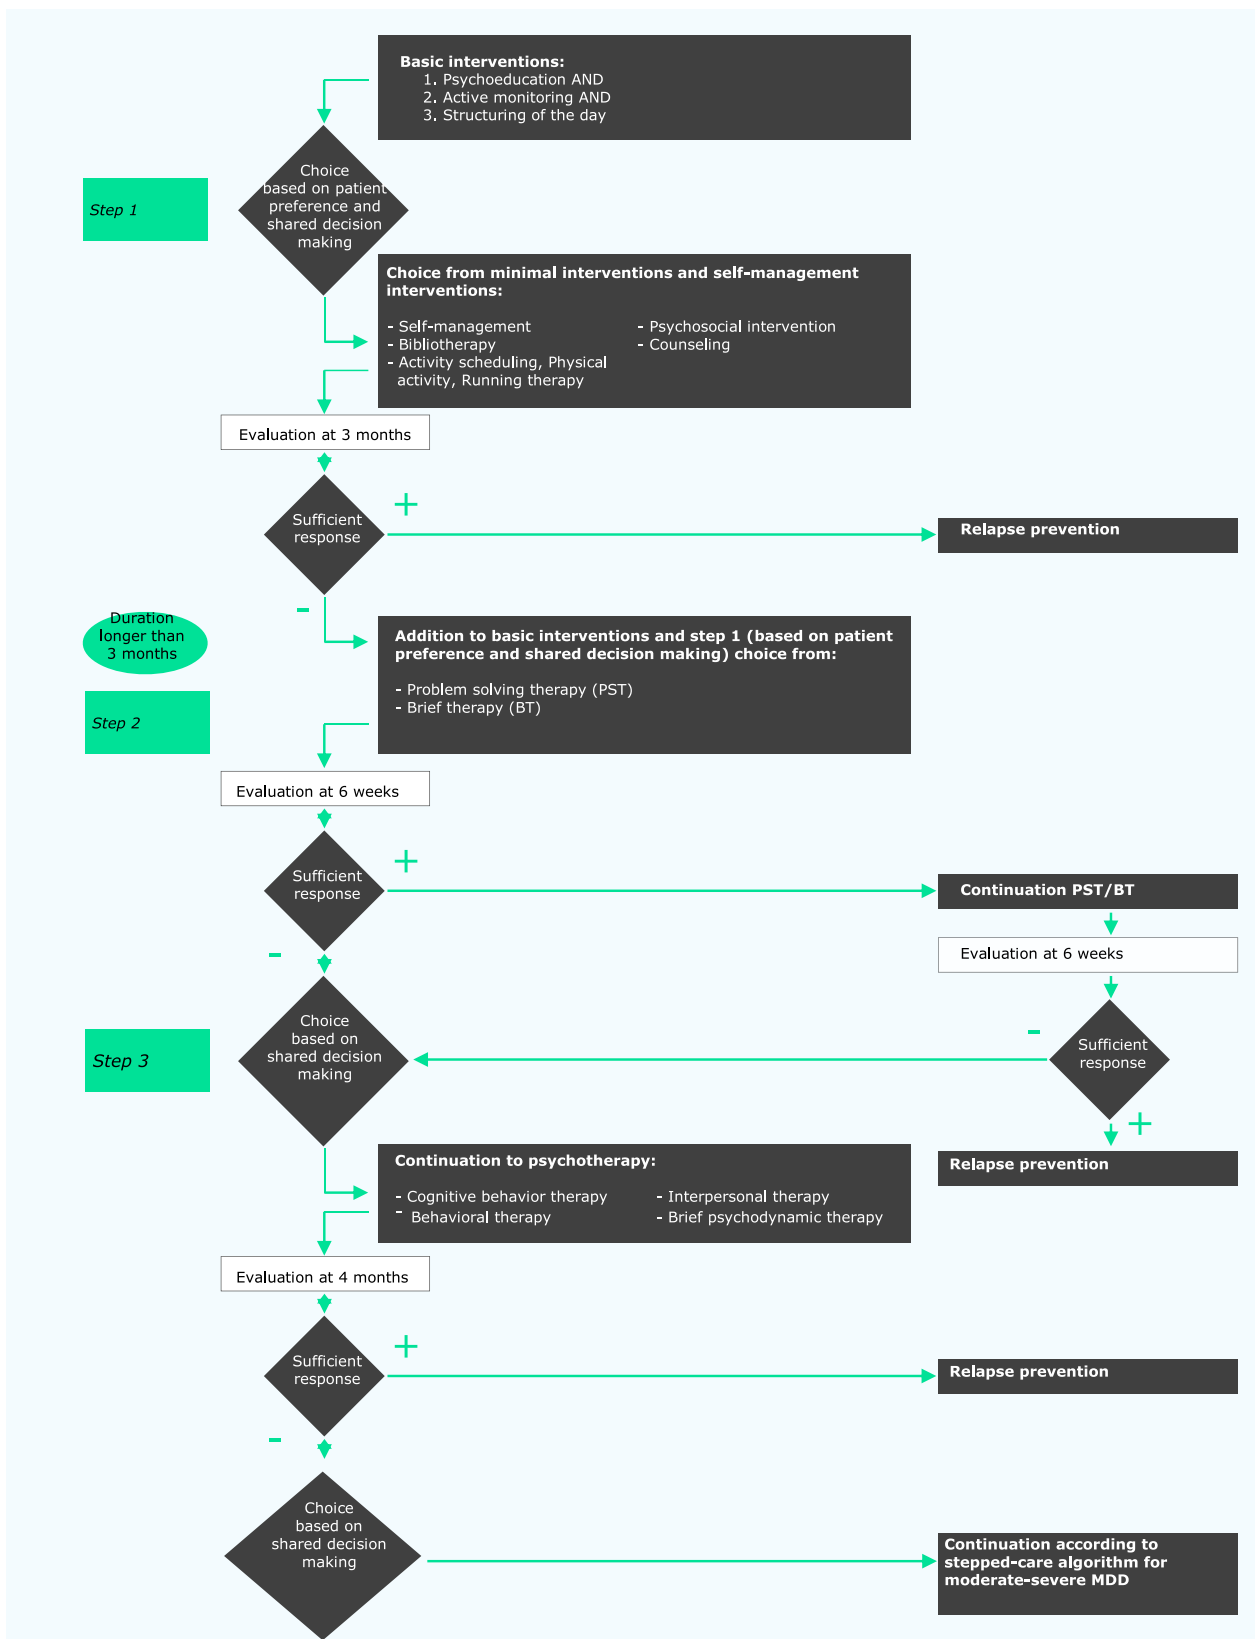 Basic interventions:
1. Psychoeducation AND
2. Active monitoring AND
3. Structuring of the day
Choice
based on patient
preference and
shared decision
making
Step 1
Choice from minimal interventions and self-management
interventions:
- Self-management
- Bibliotherapy
- Activity scheduling, Physical
activity, Running therapy
- Psychosocial intervention
- Counseling
Evaluation at 3 months
Sufficient
response
+
Relapse prevention
-
Duration
longer than
3 months
Addition to basic interventions and step 1 (based on patient
preference and shared decision making) choice from:
- Problem solving therapy (PST)
- Brief therapy (BT)
Step 2
Evaluation at 6 weeks
Sufficient
response
+
Continuation PST/BT
Evaluation at 6 weeks
-
Choice
based on
shared decision
making
Step 3
-
Sufficient
response
+
Relapse prevention
Continuation to psychotherapy:
- Cognitive behavior therapy
- Behavioral therapy
- Interpersonal therapy
- Brief psychodynamic therapy
Evaluation at 4 months
Sufficient
response
+
Relapse prevention
-
Choice
based on
shared decision
making
Continuation according to
stepped-care algorithm for
moderate-severe MDD